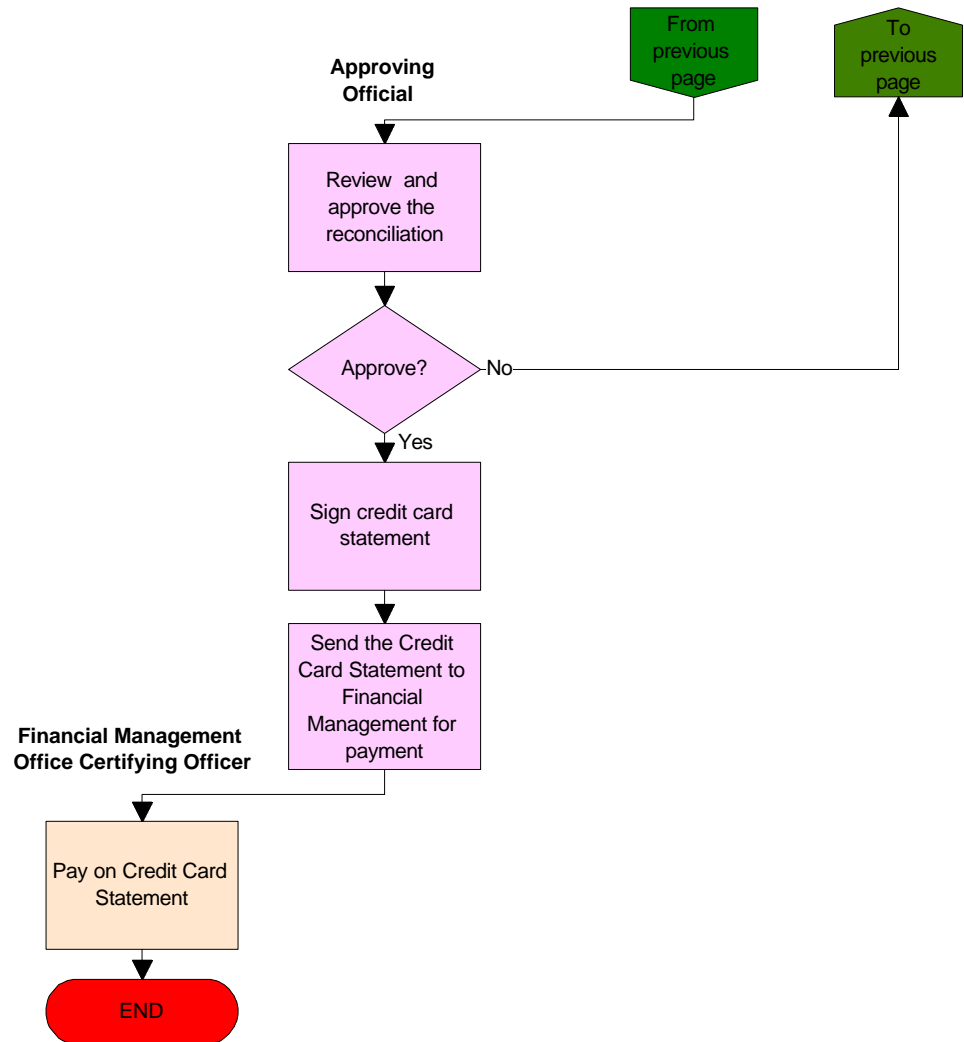 From
previous
page
To
previous
page
Approving
Official
Review and
approve the
reconciliation
Approve?
No
Yes
Sign credit card
statement
Send the Credit
Card Statement to
Financial
Management for
payment
Financial Management
Office Certifying Officer
Pay on Credit Card
Statement
END